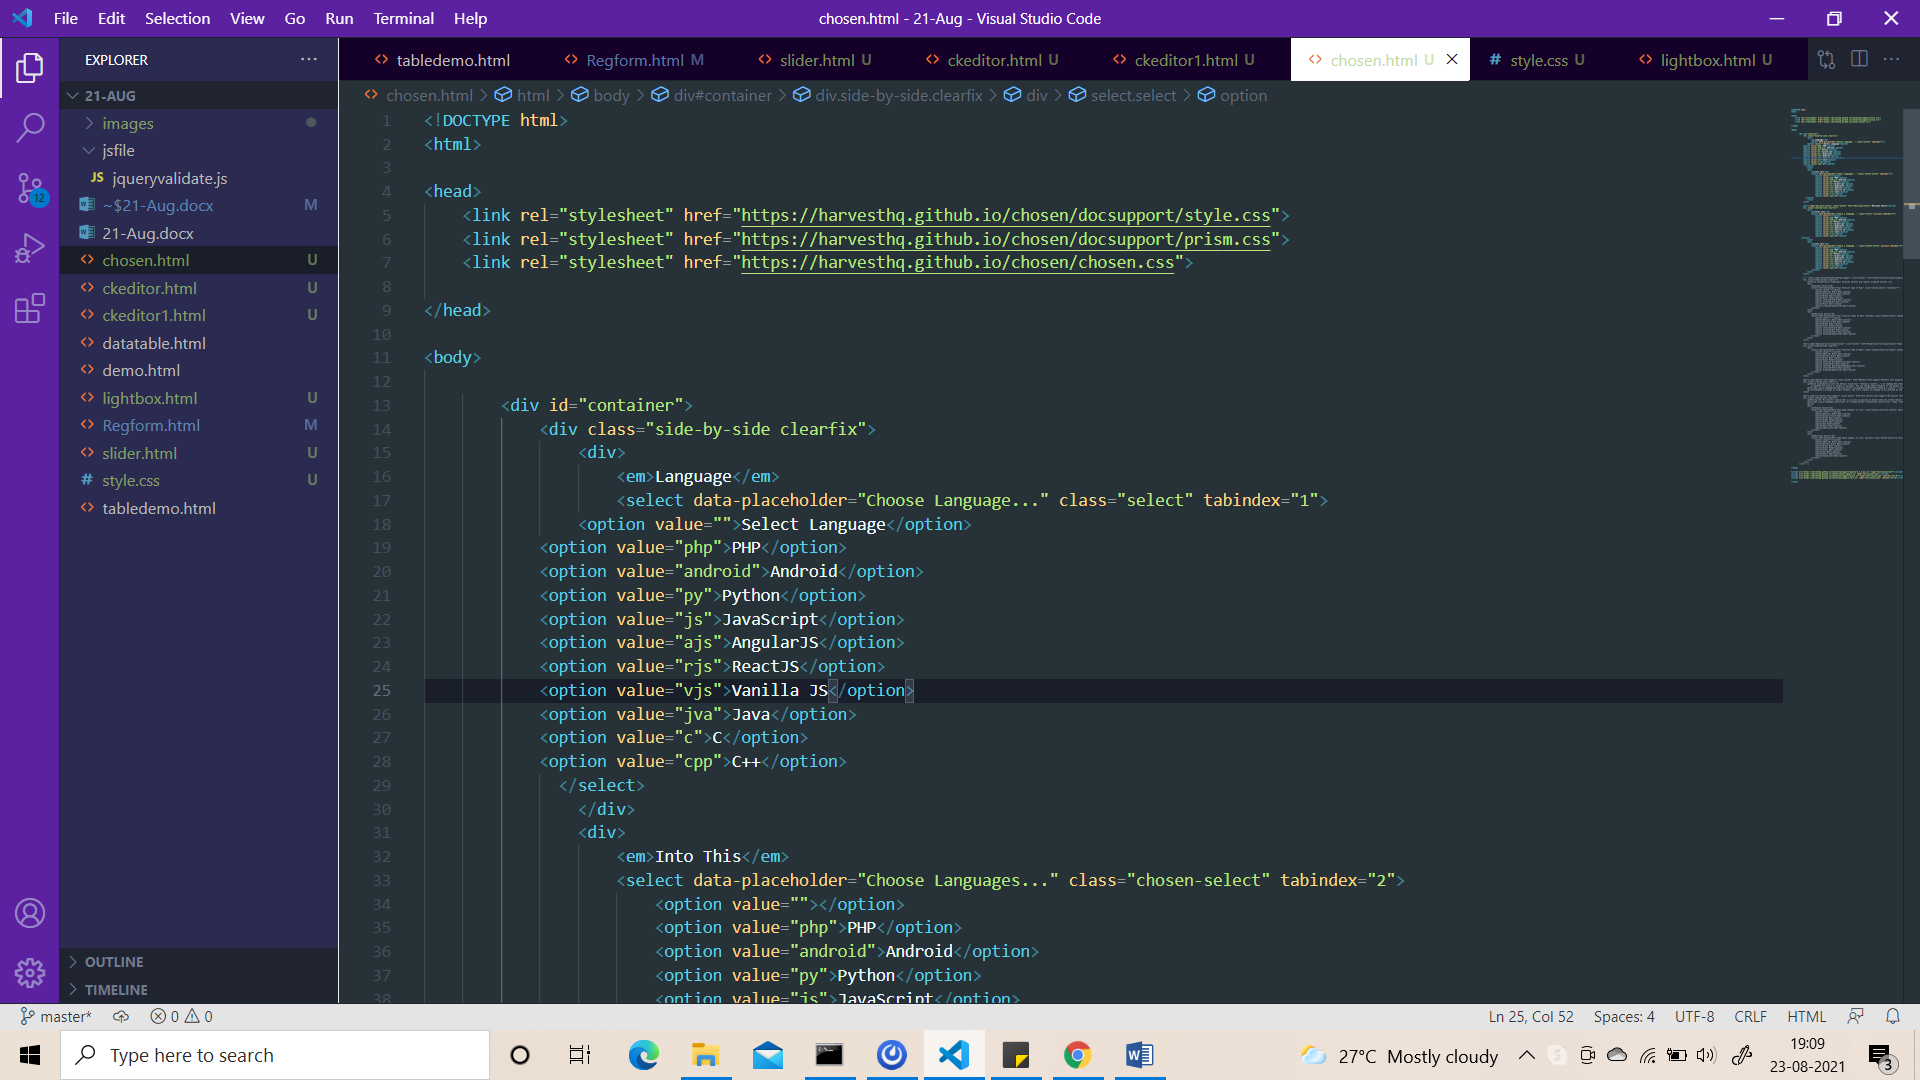 File Edit Selection View Go Run Terminal Help
chosen.html - 21-Aug - Visual Studio Code
EXPLORER
tabledemo.html
Regform.html M
slider.html U
ckeditor.html U
ckeditor1.html U
chosen.html U
style.css U
lightbox.html U
21-AUG
images
jsfile
JS jqueryvalidate.js
~$21-Aug.docx M
21-Aug.docx
chosen.html U
ckeditor.html U
ckeditor1.html U
datatable.html
demo.html
lightbox.html U
Regform.html M
slider.html U
# style.css U
tabledemo.html
OUTLINE
TIMELINE
12
chosen.html > html > body > div#container > div.side-by-side.clearfix > div > select.select > option
1 <!DOCTYPE html>
2 <html>
3
4 <head>
5 <link rel="stylesheet" href="https://harvesthq.github.io/chosen/docsupport/style.css">
6 <link rel="stylesheet" href="https://harvesthq.github.io/chosen/docsupport/prism.css">
7 <link rel="stylesheet" href="https://harvesthq.github.io/chosen/chosen.css">
8
9 </head>
10
11 <body>
12
13 <div id="container">
14 <div class="side-by-side clearfix">
15 <div>
16 <em>Language</em>
17 <select data-placeholder="Choose Language..." class="select" tabindex="1">
18 <option value="">Select Language</option>
19 <option value="php">PHP</option>
20 <option value="android">Android</option>
21 <option value="py">Python</option>
22 <option value="js">JavaScript</option>
23 <option value="ajs">AngularJS</option>
24 <option value="rjs">ReactJS</option>
25 <option value="vjs">Vanilla JS</option>
26 <option value="jva">Java</option>
27 <option value="c">C</option>
28 <option value="cpp">C++</option>
29 </select>
30 </div>
31 <div>
32 <em>Into This</em>
33 <select data-placeholder="Choose Languages..." class="chosen-select" tabindex="2">
34 <option value=""></option>
35 <option value="php">PHP</option>
36 <option value="android">Android</option>
37 <option value="py">Python</option>
38 <option value="js">JavaScript</option>
master* 0 0
Ln 25, Col 52 Spaces: 4 UTF-8 CRLF HTML
Type here to search
27°C Mostly cloudy
19:09
23-08-2021
3